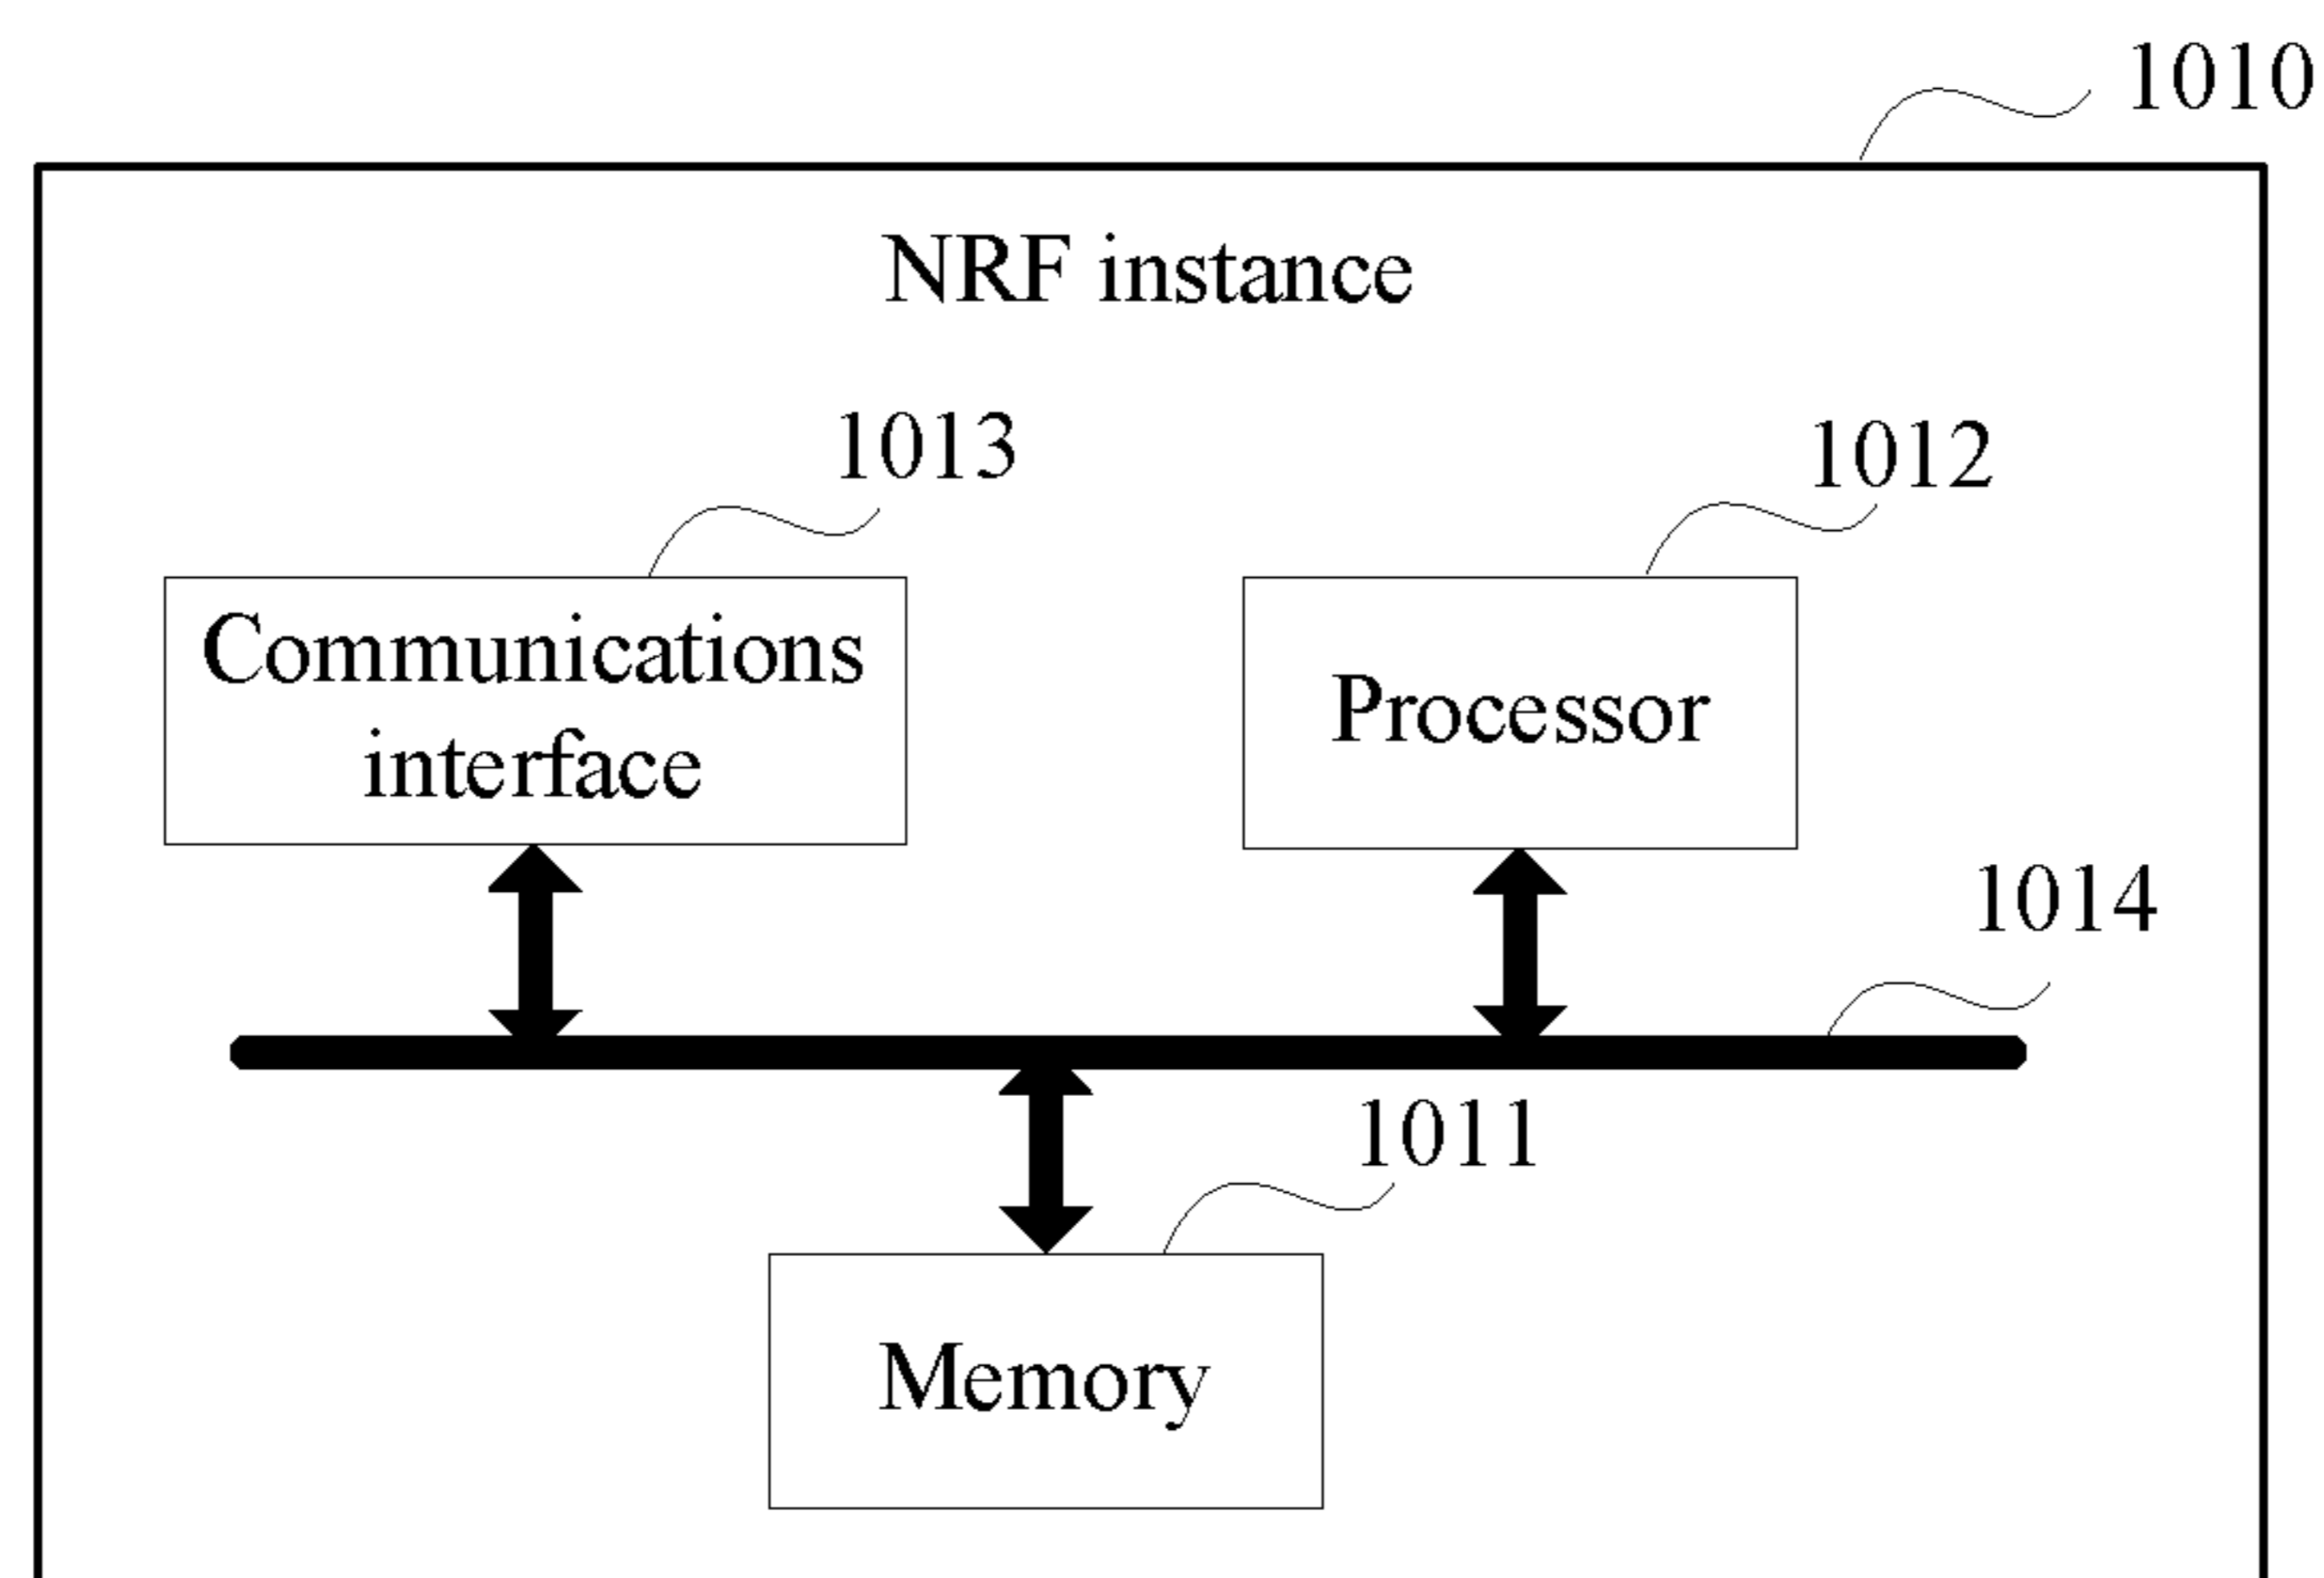 1010
NRF instance
1013
1012
Communications
interface
Processor
1014
1011
Memory